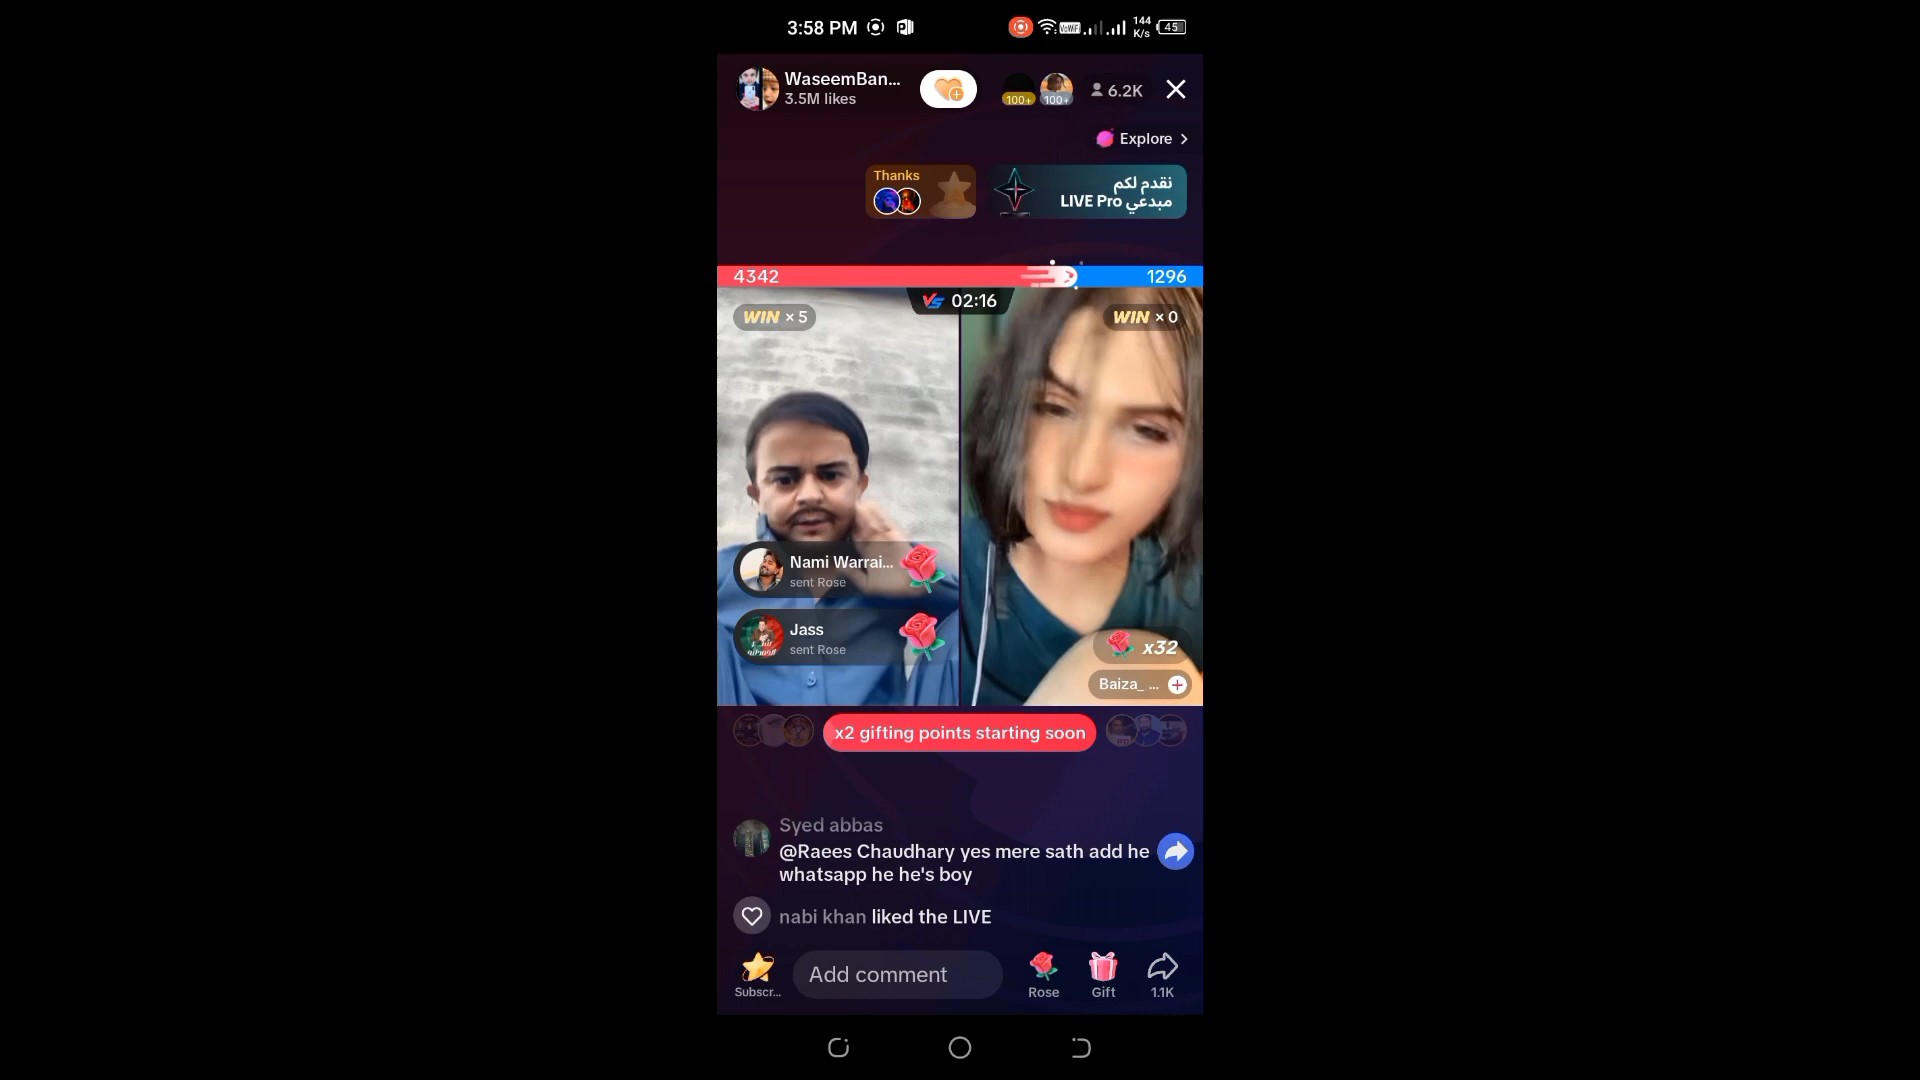 3:58 PM
VoWiFi
144
K/s
45
WaseemBan...
3.5M likes
100+
100+
6.2K
Explore
Thanks
نقدم لكم
مبدعي LIVE Pro
4342
1296
VS 02:16
WIN × 5
WIN × 0
Nami Warrai...
sent Rose
Jass
sent Rose
x32
Baiza_ ...
x2 gifting points starting soon
Syed abbas
@Raees Chaudhary yes mere sath add he
whatsapp he he's boy
nabi khan liked the LIVE
Subscr...
Add comment
Rose
Gift
1.1K